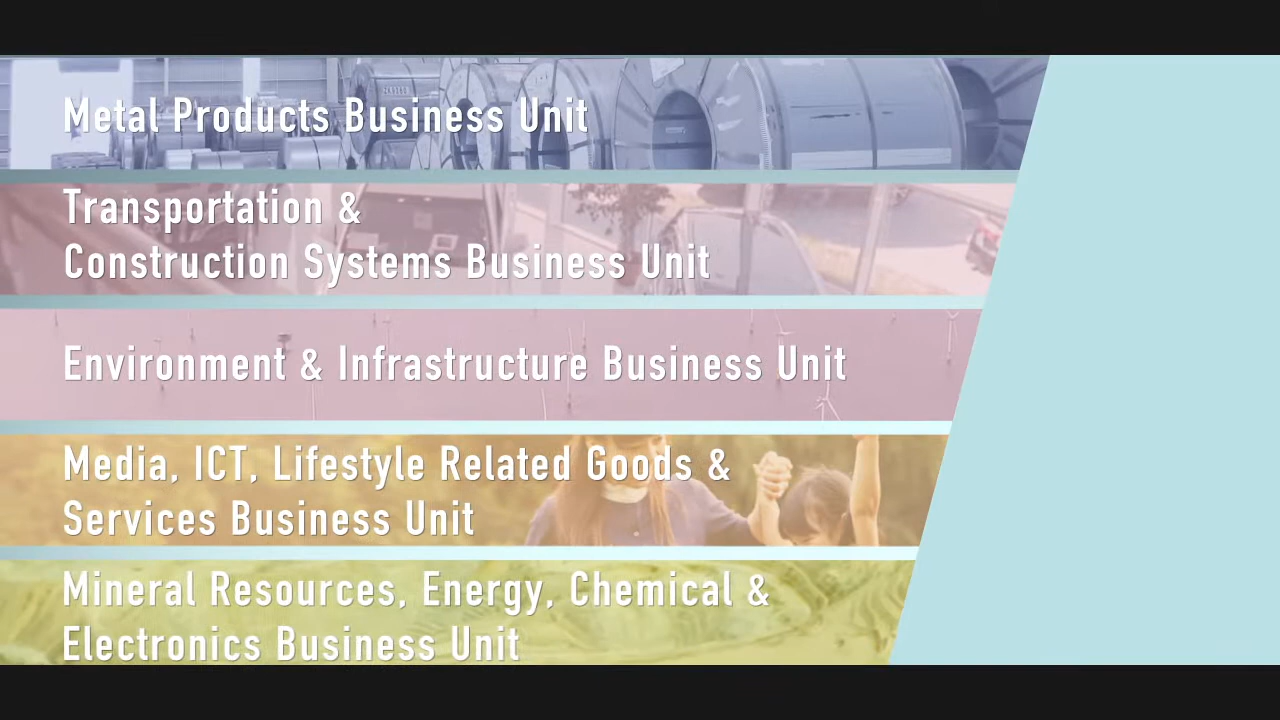 Metal Products Business Unit
Transportation &
Construction Systems Business Unit
Environment & Infrastructure Business Unit
Media, ICT, Lifestyle Related Goods &
Services Business Unit
Mineral Resources, Energy, Chemical &
Electronics Business Unit